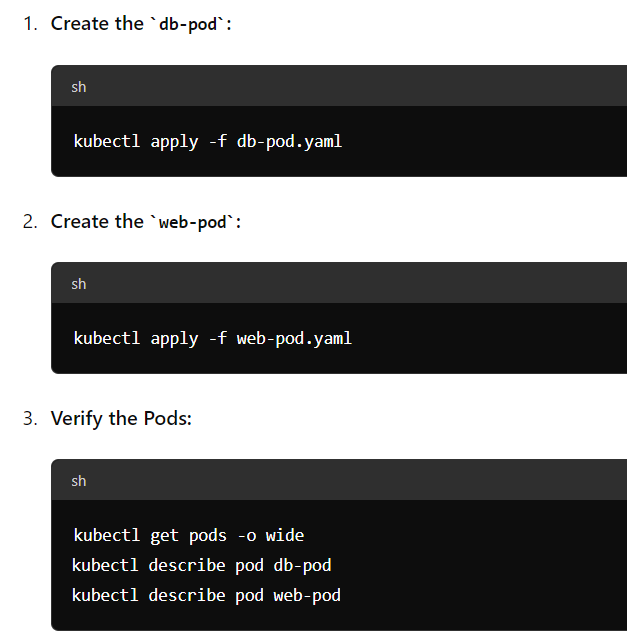 1. Create the `db-pod`:
sh
kubectl apply -f db-pod.yaml
2. Create the `web-pod`:
sh
kubectl apply -f web-pod.yaml
3. Verify the Pods:
sh
kubectl get pods -o wide
kubectl describe pod db-pod
kubectl describe pod web-pod